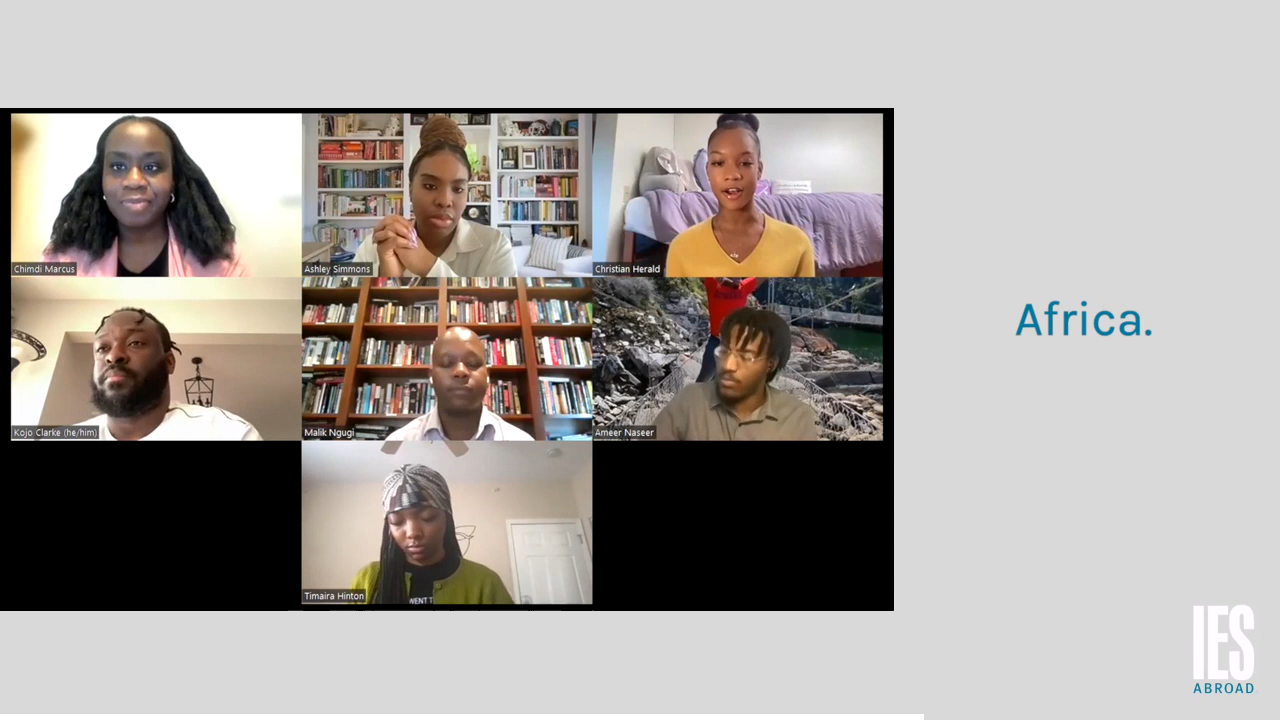 Chimdi Marcus
Ashley Simmons
Christian Herald
Kojo Clarke (he/him)
Malik Ngugi
Ameer Naseer
WENT T
Timaira Hinton
Africa.
IES
ABROAD